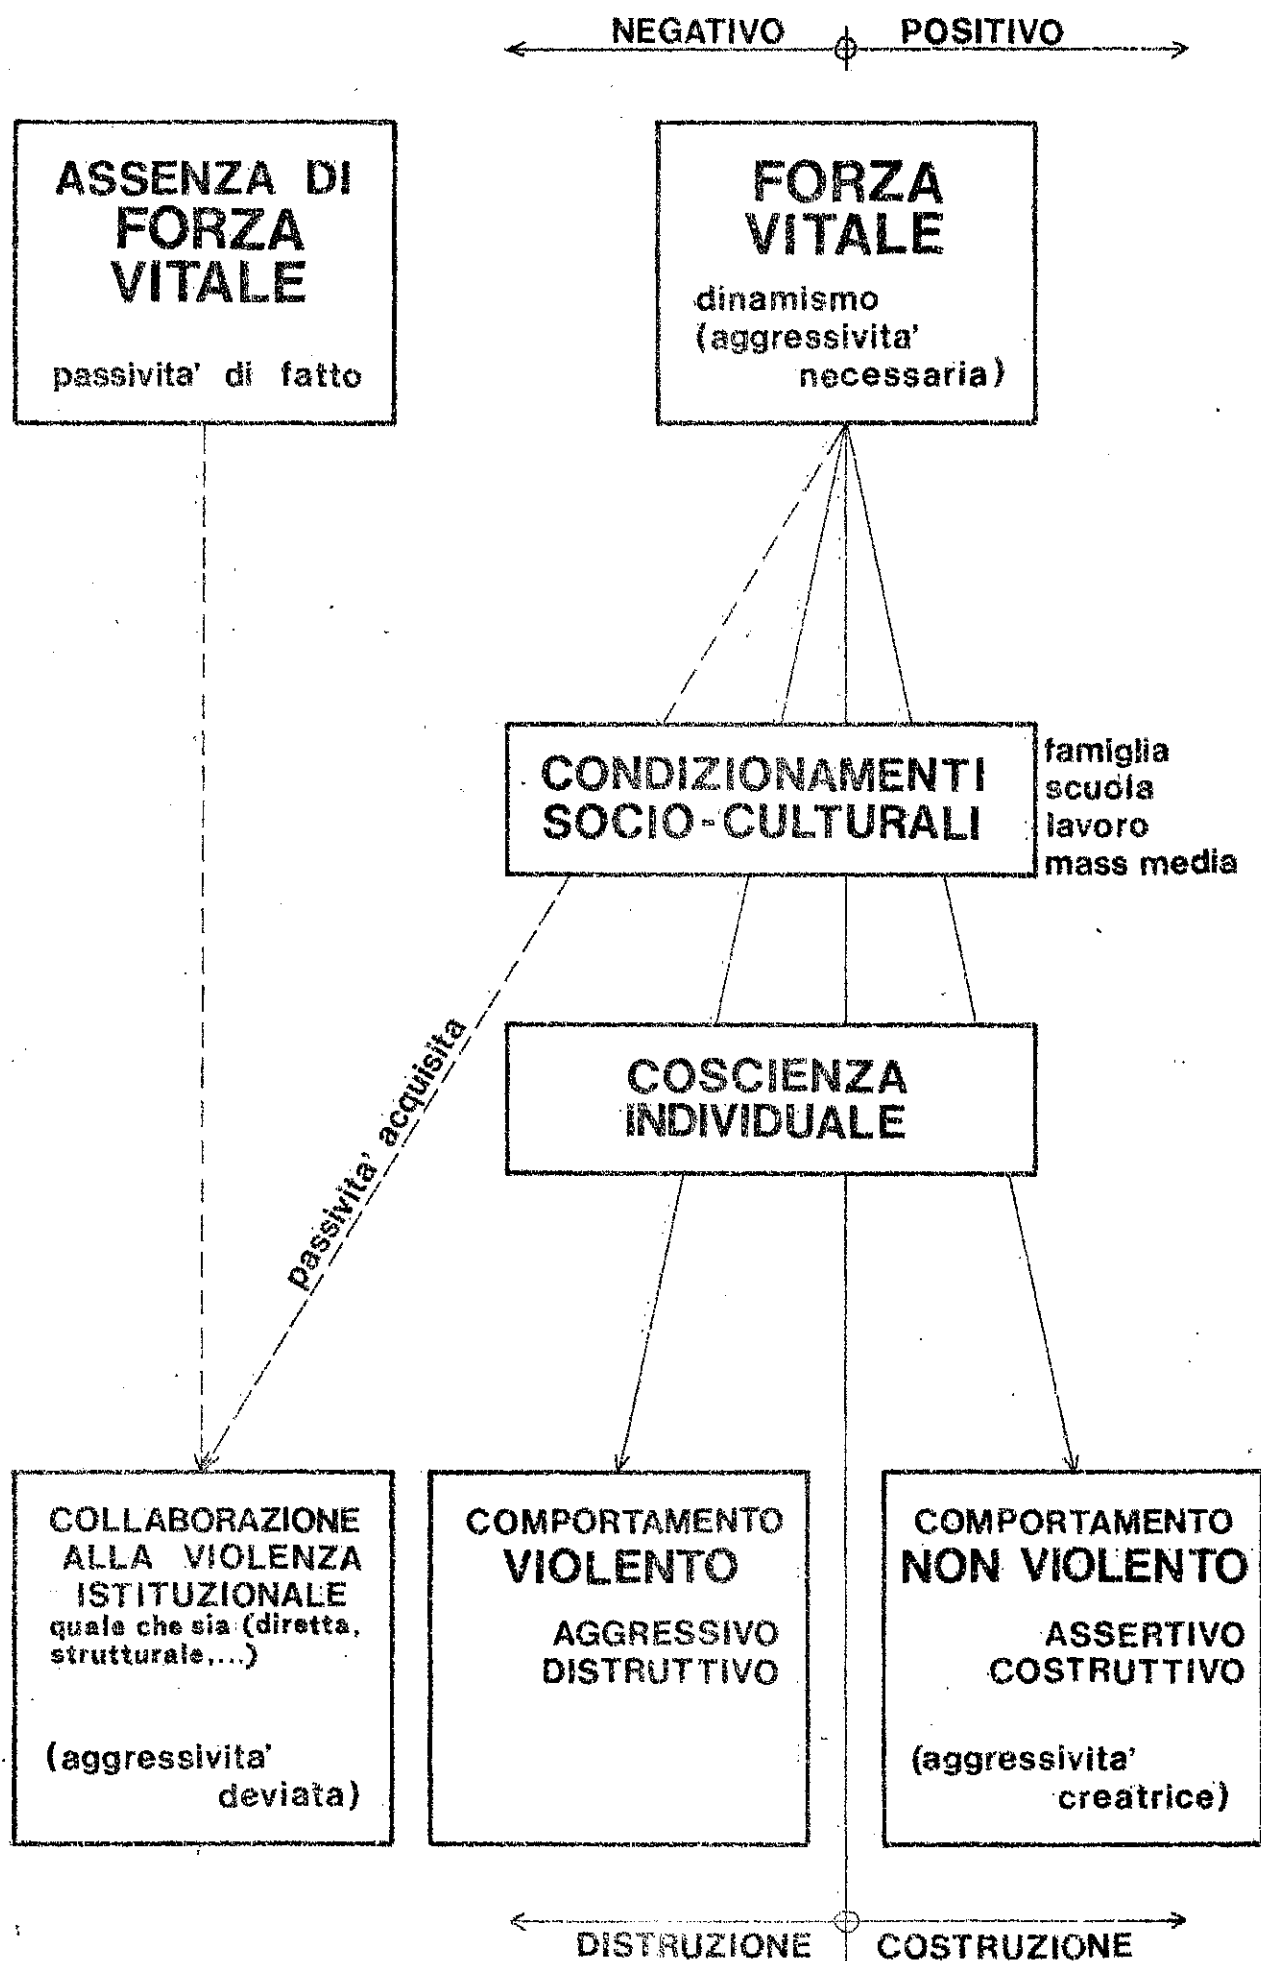 NEGATIVO POSITIVO
ASSENZA DI
FORZA
VITALE
passivita' di fatto
FORZA
VITALE
dinamismo
(aggressivita'
necessaria)
CONDIZIONAMENTI
SOCIO-CULTURALI
famiglia
scuola
lavoro
mass media
COSCIENZA
INDIVIDUALE
passivita' acquisita
COLLABORAZIONE
ALLA VIOLENZA
ISTITUZIONALE
quale che sia (diretta,
strutturale,...)
(aggressivita'
deviata)
COMPORTAMENTO
VIOLENTO
AGGRESSIVO
DISTRUTTIVO
COMPORTAMENTO
NON VIOLENTO
ASSERTIVO
COSTRUTTIVO
(aggressivita'
creatrice)
DISTRUZIONE COSTRUZIONE